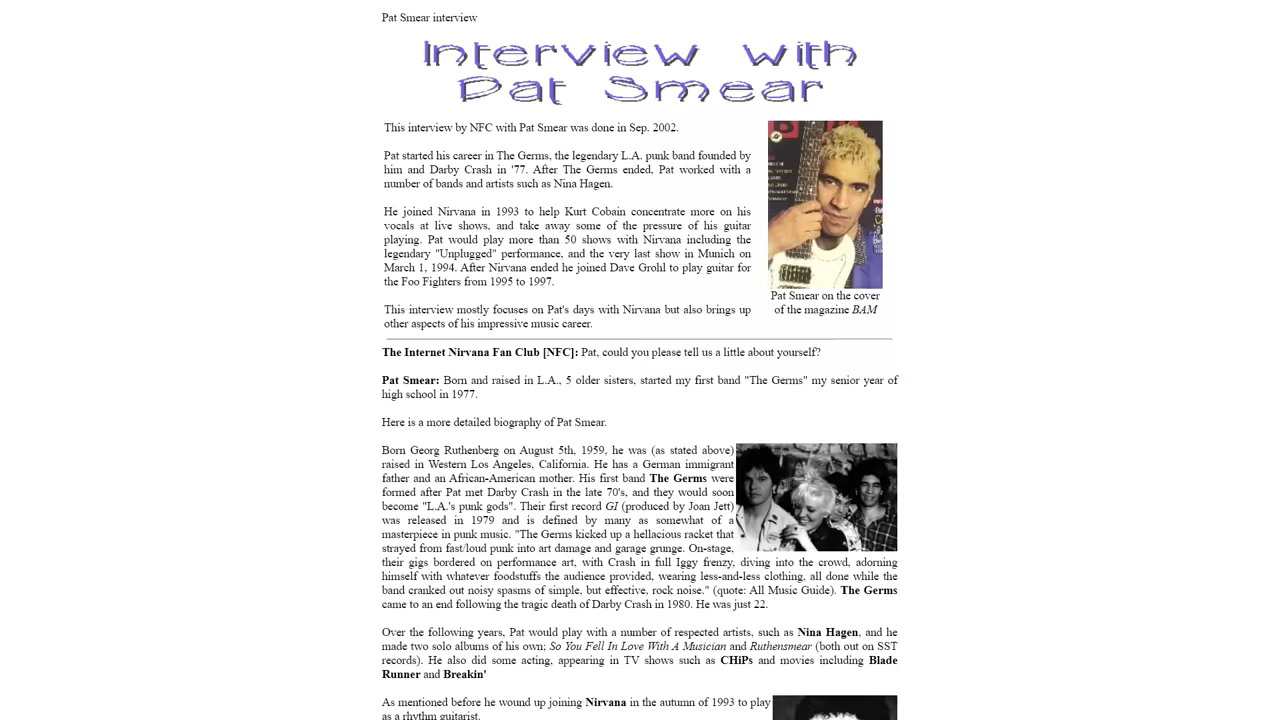 Pat Smear interview
Interview with
Pat Smear
This interview by NFC with Pat Smear was done in Sep. 2002.
Pat started his career in The Germs, the legendary L.A. punk band founded by
him and Darby Crash in '77. After The Germs ended, Pat worked with a
number of bands and artists such as Nina Hagen.
He joined Nirvana in 1993 to help Kurt Cobain concentrate more on his
vocals at live shows, and take away some of the pressure of his guitar
playing. Pat would play more than 50 shows with Nirvana including the
legendary "Unplugged" performance, and the very last show in Munich on
March 1, 1994. After Nirvana ended he joined Dave Grohl to play guitar for
the Foo Fighters from 1995 to 1997.
This interview mostly focuses on Pat's days with Nirvana but also brings up
other aspects of his impressive music career.
Pat Smear on the cover
of the magazine BAM
The Internet Nirvana Fan Club [NFC]: Pat, could you please tell us a little about yourself?
Pat Smear: Born and raised in L.A., 5 older sisters, started my first band "The Germs" my senior year of
high school in 1977.
Here is a more detailed biography of Pat Smear.
Born Georg Ruthenberg on August 5th, 1959, he was (as stated above)
raised in Western Los Angeles, California. He has a German immigrant
father and an African-American mother. His first band The Germs were
formed after Pat met Darby Crash in the late 70's, and they would soon
become "L.A.'s punk gods". Their first record GI (produced by Joan Jett)
was released in 1979 and is defined by many as somewhat of a
masterpiece in punk music. "The Germs kicked up a hellacious racket that
strayed from fast/loud punk into art damage and garage grunge. On-stage,
their gigs bordered on performance art, with Crash in full Iggy frenzy, diving into the crowd, adorning
himself with whatever foodstuffs the audience provided, wearing less-and-less clothing, all done while the
band cranked out noisy spasms of simple, but effective, rock noise." (quote: All Music Guide). The Germs
came to an end following the tragic death of Darby Crash in 1980. He was just 22.
Over the following years, Pat would play with a number of respected artists, such as Nina Hagen, and he
made two solo albums of his own; So You Fell In Love With A Musician and Ruthensmear (both out on SST
records). He also did some acting, appearing in TV shows such as CHiPs and movies including Blade
Runner and Breakin'
As mentioned before he wound up joining Nirvana in the autumn of 1993 to play
as a rhythm guitarist.